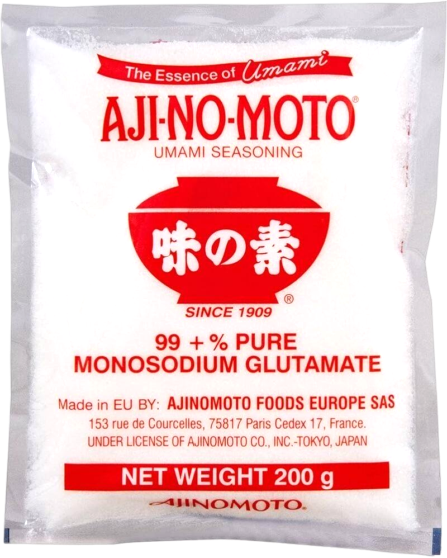 The Essence of Umami
AJI-NO-MOTO®
UMAMI SEASONING
味の素
®
SINCE 1909
99 + % PURE
MONOSODIUM GLUTAMATE
Made in EU BY: AJINOMOTO FOODS EUROPE SAS
153 rue de Courcelles, 75817 Paris Cedex 17, France.
UNDER LICENSE OF AJINOMOTO CO., INC.-TOKYO, JAPAN
NET WEIGHT 200 g
AJINOMOTO®